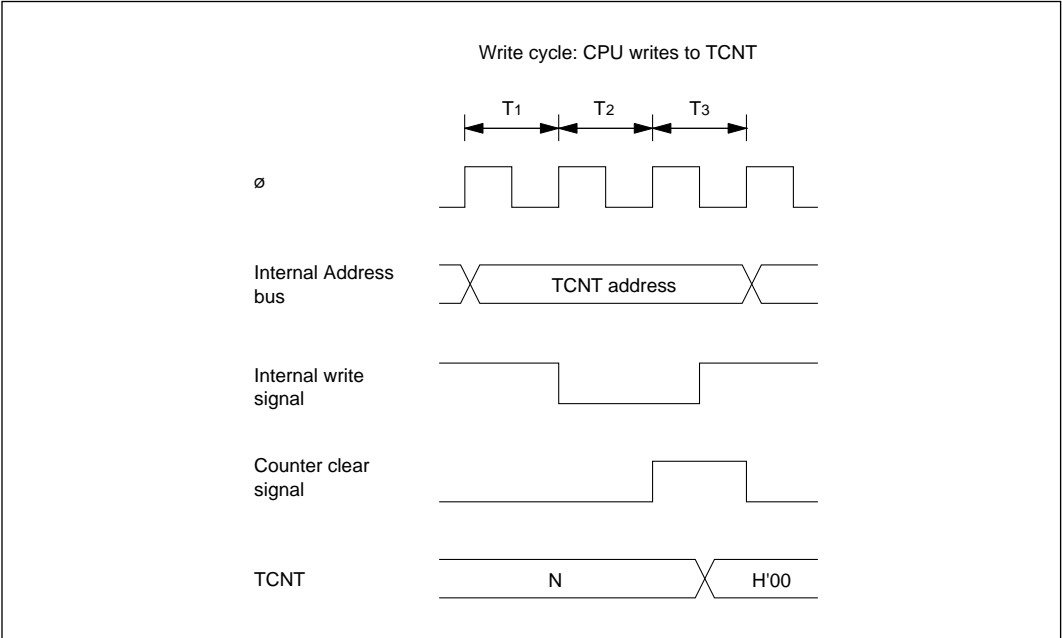 Write cycle: CPU writes to TCNT
T1 T2 T3
ø
Internal Address
bus
TCNT address
Internal write
signal
Counter clear
signal
TCNT
N
H'00